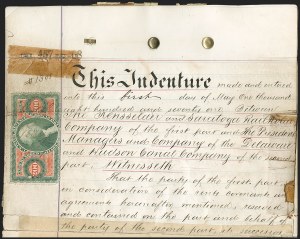 This Indenture made and entered
into this First day of May One thousand
eight hundred and seventy one Between
The Rensselaer and Saratoga Railroad
Company of the first part and The President
Managers and Company of the Delaware
and Hudson Canal Company of the second
part. Witnesseth
That the party of the first part
in consideration of the rents covenants and
agreements hereinafter mentioned reserved
and contained on the part and behalf of
the party of the second part, its successors